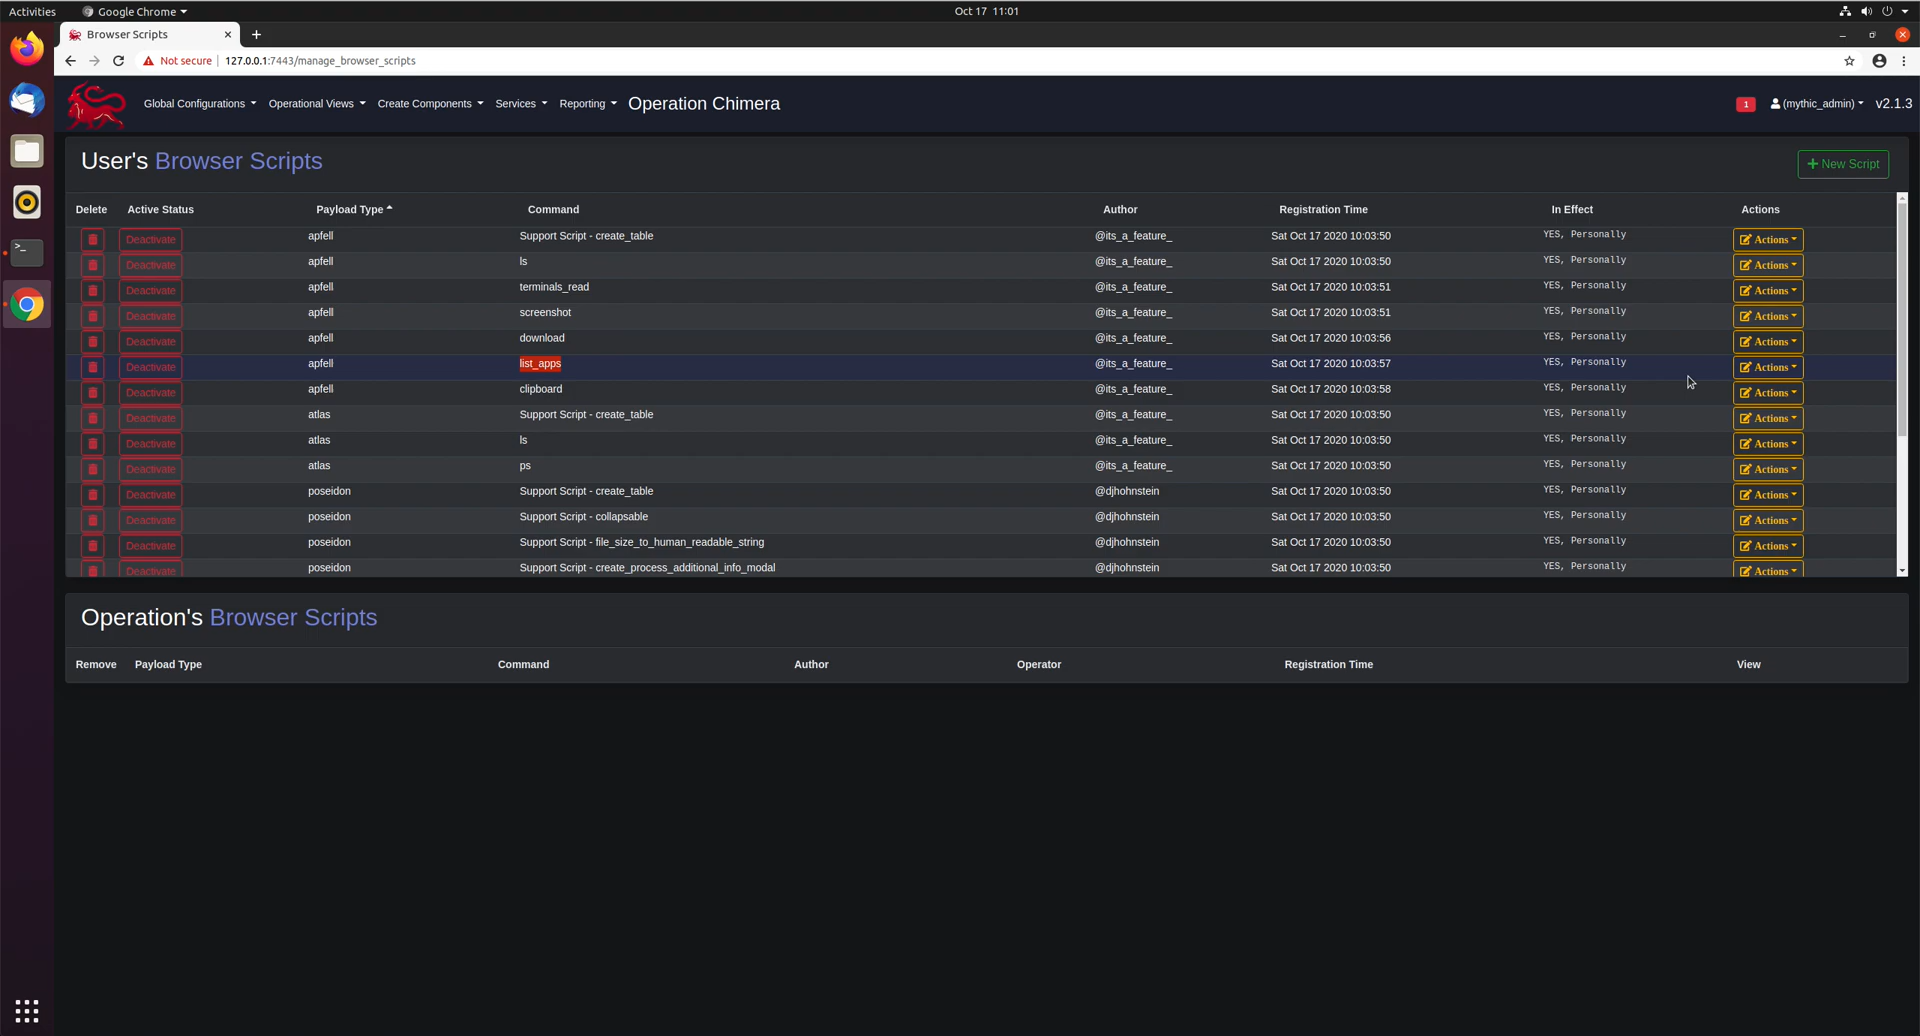 Activities Google Chrome Oct 17 11:01
Browser Scripts
Not secure 127.0.0.1:7443/manage_browser_scripts
Global Configurations Operational Views Create Components Services Reporting Operation Chimera 1 (mythic_admin) v2.1.3
User's Browser Scripts + New Script
Delete Active Status Payload Type Command Author Registration Time In Effect Actions
Deactivate apfell Support Script - create_table @its_a_feature_ Sat Oct 17 2020 10:03:50 YES, Personally Actions
Deactivate apfell ls @its_a_feature_ Sat Oct 17 2020 10:03:50 YES, Personally Actions
Deactivate apfell terminals_read @its_a_feature_ Sat Oct 17 2020 10:03:51 YES, Personally Actions
Deactivate apfell screenshot @its_a_feature_ Sat Oct 17 2020 10:03:51 YES, Personally Actions
Deactivate apfell download @its_a_feature_ Sat Oct 17 2020 10:03:56 YES, Personally Actions
Deactivate apfell list_apps @its_a_feature_ Sat Oct 17 2020 10:03:57 YES, Personally Actions
Deactivate apfell clipboard @its_a_feature_ Sat Oct 17 2020 10:03:58 YES, Personally Actions
Deactivate atlas Support Script - create_table @its_a_feature_ Sat Oct 17 2020 10:03:50 YES, Personally Actions
Deactivate atlas ls @its_a_feature_ Sat Oct 17 2020 10:03:50 YES, Personally Actions
Deactivate atlas ps @its_a_feature_ Sat Oct 17 2020 10:03:50 YES, Personally Actions
Deactivate poseidon Support Script - create_table @djhohnstein Sat Oct 17 2020 10:03:50 YES, Personally Actions
Deactivate poseidon Support Script - collapsable @djhohnstein Sat Oct 17 2020 10:03:50 YES, Personally Actions
Deactivate poseidon Support Script - file_size_to_human_readable_string @djhohnstein Sat Oct 17 2020 10:03:50 YES, Personally Actions
Deactivate poseidon Support Script - create_process_additional_info_modal @djhohnstein Sat Oct 17 2020 10:03:50 YES, Personally Actions
Operation's Browser Scripts
Remove Payload Type Command Author Operator Registration Time View